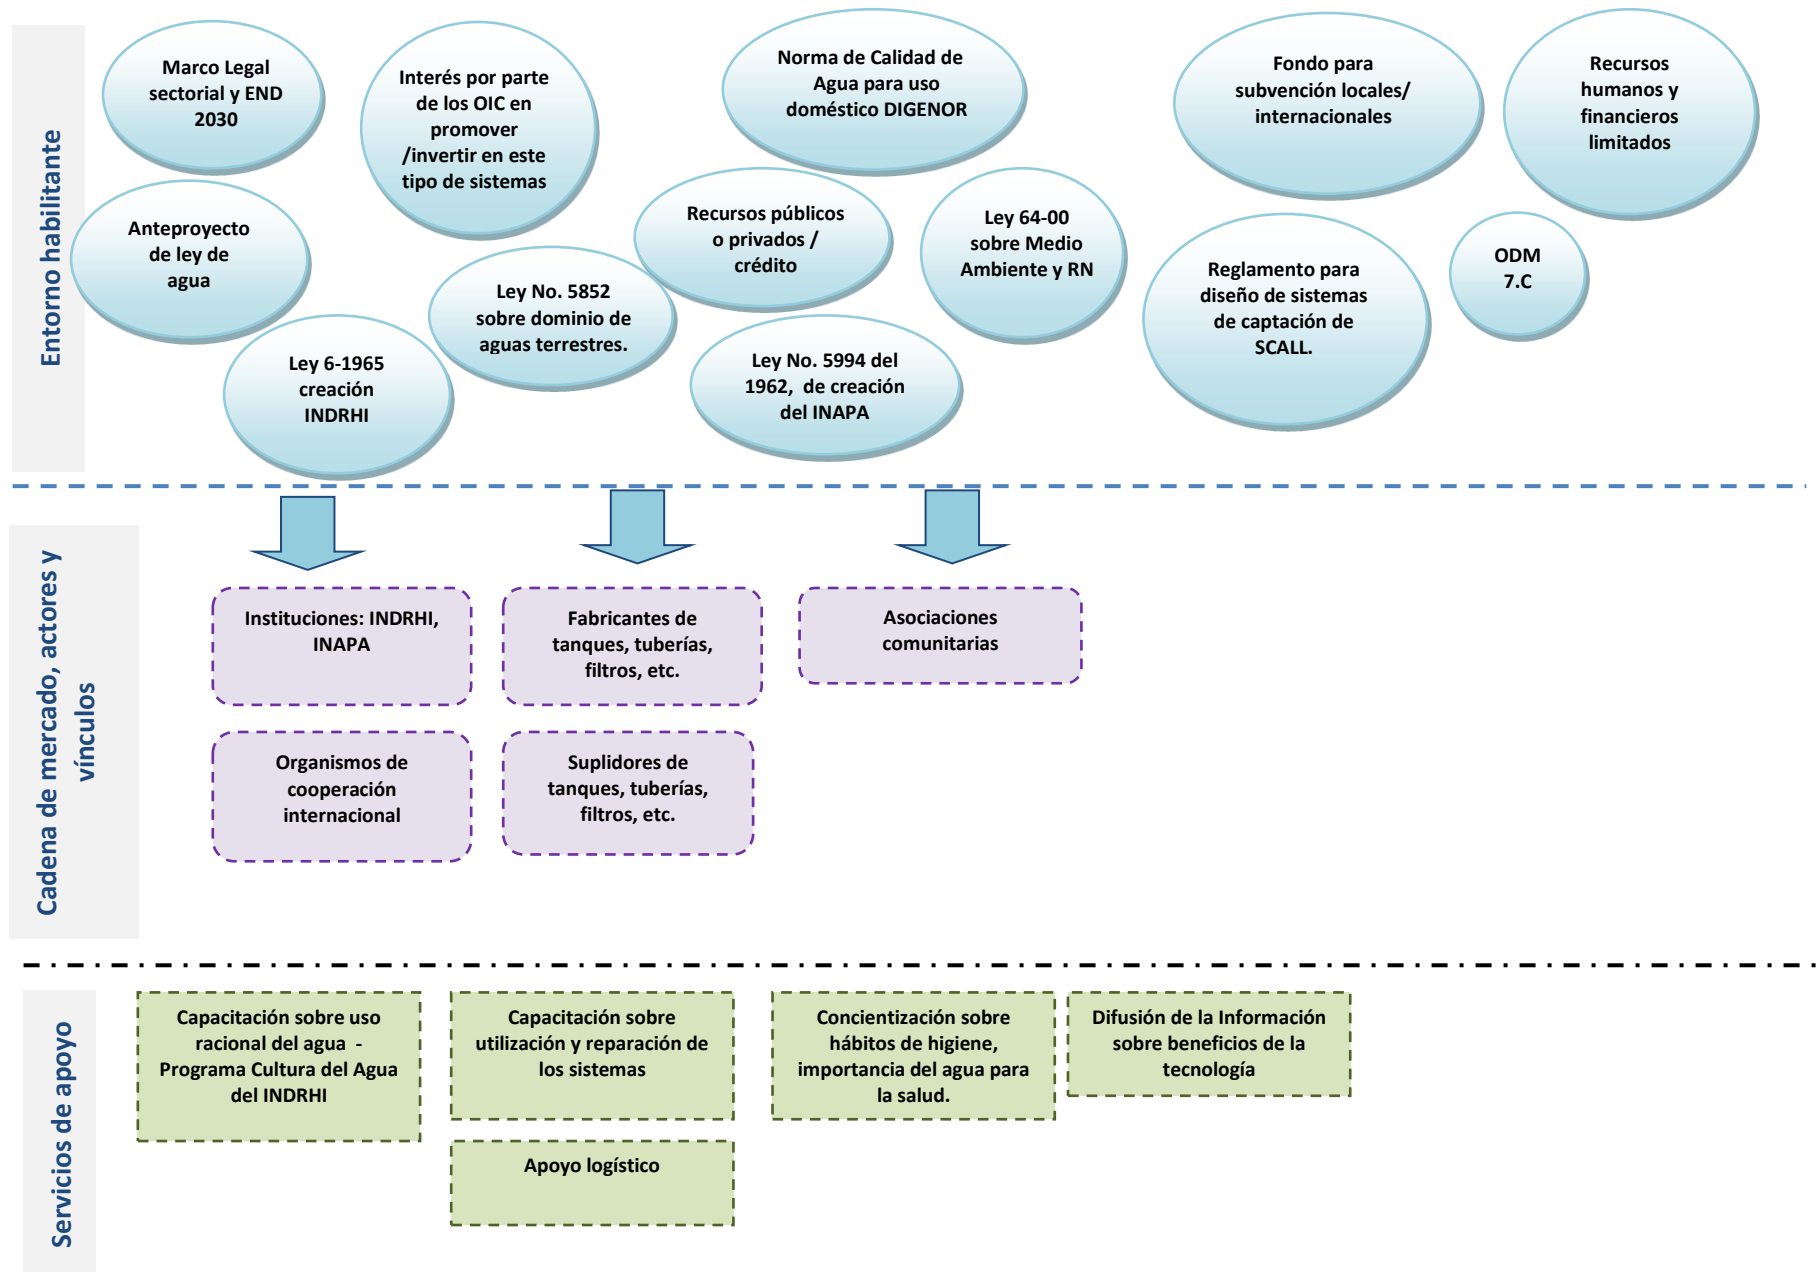 Entorno habilitante
Marco Legal
sectorial y END
2030
Interés por parte
de los OIC en
promover
/invertir en este
tipo de sistemas
Norma de Calidad de
Agua para uso
doméstico DIGENOR
Fondo para
subvención locales/
internacionales
Recursos
humanos y
financieros
limitados
Anteproyecto
de ley de
agua
Recursos públicos
o privados /
crédito
Ley 64-00
sobre Medio
Ambiente y RN
Ley No. 5852
sobre dominio de
aguas terrestres.
Reglamento para
diseño de sistemas
de captación de
SCALL.
ODM
7.C
Ley 6-1965
creación
INDRHI
Ley No. 5994 del
1962, de creación
del INAPA
Cadena de mercado, actores y
vínculos
Instituciones: INDRHI,
INAPA
Fabricantes de
tanques, tuberías,
filtros, etc.
Asociaciones
comunitarias
Organismos de
cooperación
internacional
Suplidores de
tanques, tuberías,
filtros, etc.
Servicios de apoyo
Capacitación sobre uso
racional del agua -
Programa Cultura del Agua
del INDRHI
Capacitación sobre
utilización y reparación de
los sistemas
Concientización sobre
hábitos de higiene,
importancia del agua para
la salud.
Difusión de la Información
sobre beneficios de la
tecnología
Apoyo logístico